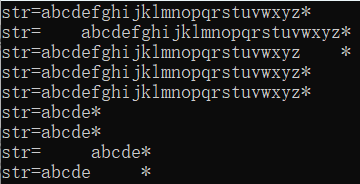 str=abcdefghijklmnopqrstuvwxyz*
str=    abcdefghijklmnopqrstuvwxyz*
str=abcdefghijklmnopqrstuvwxyz    *
str=abcdefghijklmnopqrstuvwxyz*
str=abcdefghijklmnopqrstuvwxyz*
str=abcde*
str=abcde*
str=     abcde*
str=abcde     *